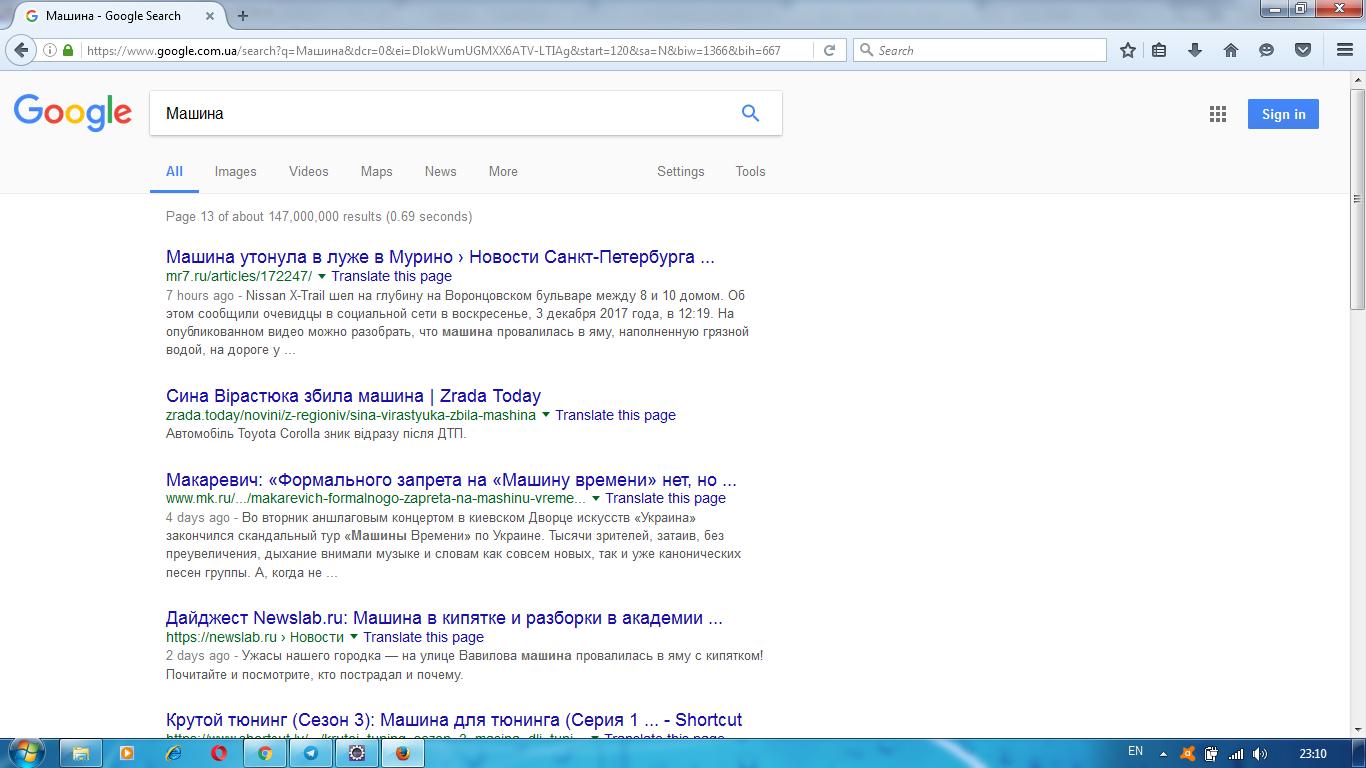 Машина - Google Search
https://www.google.com.ua/search?q=Машина&dcr=0&ei=DIokWumUGMXX6ATV-LTIAg&start=120&sa=N&biw=1366&bih=667
Search
Google
Машина
Sign in
All Images Videos Maps News More Settings Tools
Page 13 of about 147,000,000 results (0.69 seconds)
Машина утонула в луже в Мурино › Новости Санкт-Петербурга ...
mr7.ru/articles/172247/ Translate this page
7 hours ago - Nissan X-Trail шел на глубину на Воронцовском бульваре между 8 и 10 домом. Об
этом сообщили очевидцы в социальной сети в воскресенье, 3 декабря 2017 года, в 12:19. На
опубликованном видео можно разобрать, что машина провалилась в яму, наполненную грязной
водой, на дороге у ...
Сина Вірастюка збила машина | Zrada Today
zrada.today/novini/z-regioniv/sina-virastyuka-zbila-mashina Translate this page
Автомобіль Toyota Corolla зник відразу після ДТП.
Макаревич: «Формального запрета на «Машину времени» нет, но ...
www.mk.ru/.../makarevich-formalnogo-zapreta-na-mashinu-vreme... Translate this page
4 days ago - Во вторник аншлаговым концертом в киевском Дворце искусств «Украина»
закончился скандальный тур «Машины Времени» по Украине. Тысячи зрителей, затаив, без
преувеличения, дыхание внимали музыке и словам как совсем новых, так и уже канонических
песен группы. А, когда не ...
Дайджест Newslab.ru: Машина в кипятке и разборки в академии ...
https://newslab.ru › Новости Translate this page
2 days ago - Ужасы нашего городка — на улице Вавилова машина провалилась в яму с кипятком!
Почитайте и посмотрите, кто пострадал и почему.
Крутой тюнинг (Сезон 3): Машина для тюнинга (Серия 1 ... - Shortcut
Translate this page
EN 23:10